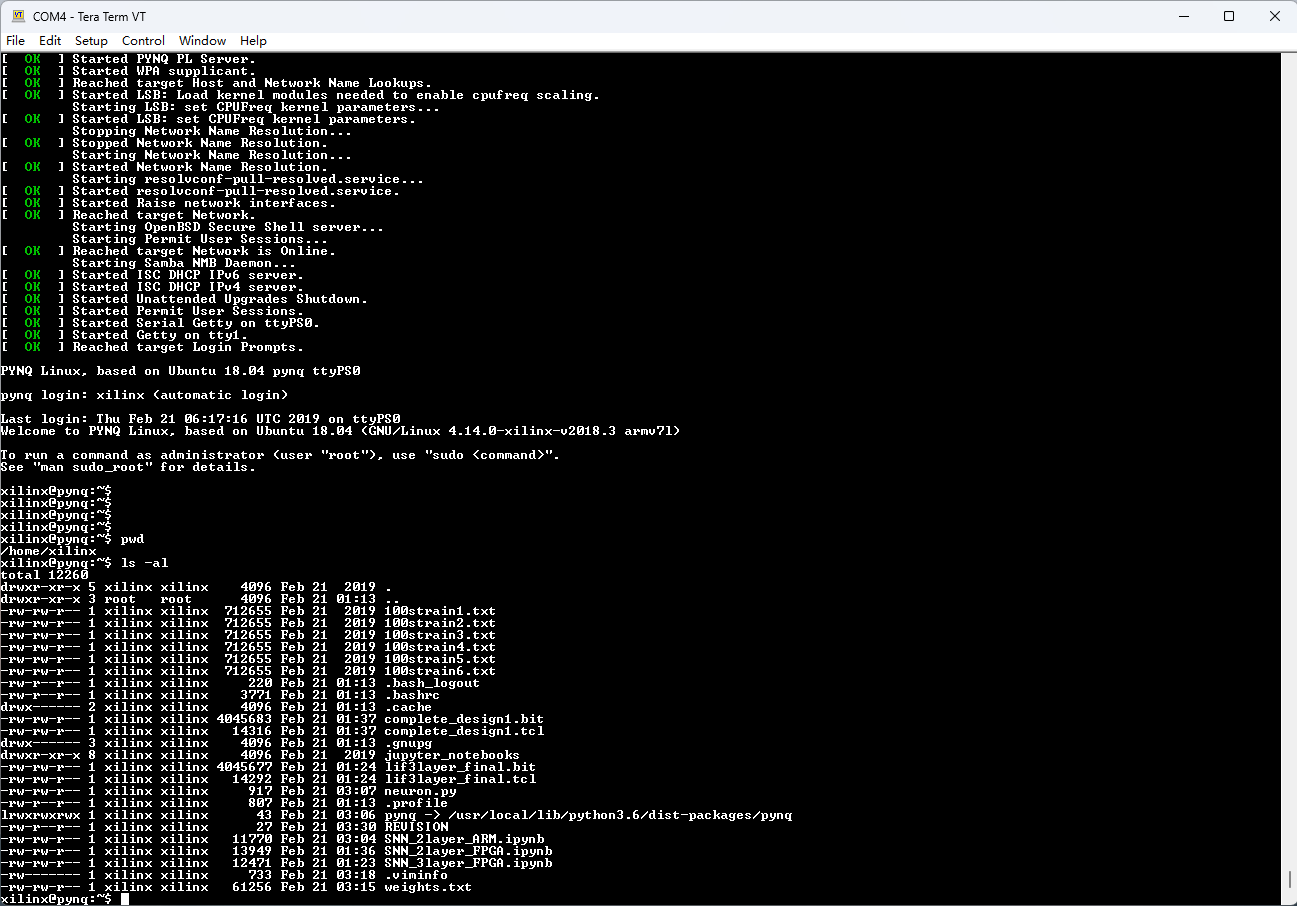 COM4 - Tera Term VT
File Edit Setup Control Window Help
[  OK  ] Started PYNQ PL Server.
[  OK  ] Started WPA supplicant.
[  OK  ] Reached target Host and Network Name Lookups.
[  OK  ] Started LSB: Load kernel modules needed to enable cpufreq scaling.
         Starting LSB: set CPUFreq kernel parameters...
[  OK  ] Started LSB: set CPUFreq kernel parameters.
         Stopping Network Name Resolution...
[  OK  ] Stopped Network Name Resolution.
         Starting Network Name Resolution...
[  OK  ] Started Network Name Resolution.
         Starting resolvconf-pull-resolved.service...
[  OK  ] Started resolvconf-pull-resolved.service.
[  OK  ] Started Raise network interfaces.
[  OK  ] Reached target Network.
         Starting OpenBSD Secure Shell server...
         Starting Permit User Sessions...
[  OK  ] Reached target Network is Online.
         Starting Samba NMB Daemon...
[  OK  ] Started ISC DHCP IPv6 server.
[  OK  ] Started ISC DHCP IPv4 server.
[  OK  ] Started Unattended Upgrades Shutdown.
[  OK  ] Started Permit User Sessions.
[  OK  ] Started Serial Getty on ttyPS0.
[  OK  ] Started Getty on tty1.
[  OK  ] Reached target Login Prompts.
PYNQ Linux, based on Ubuntu 18.04 pynq ttyPS0
pynq login: xilinx (automatic login)
Last login: Thu Feb 21 06:17:16 UTC 2019 on ttyPS0
Welcome to PYNQ Linux, based on Ubuntu 18.04 (GNU/Linux 4.14.0-xilinx-v2018.3 armv7l)
To run a command as administrator (user "root"), use "sudo <command>".
See "man sudo_root" for details.
xilinx@pynq:~$
xilinx@pynq:~$
xilinx@pynq:~$
xilinx@pynq:~$
xilinx@pynq:~$ pwd
/home/xilinx
xilinx@pynq:~$ ls -al
total 12260
drwxr-xr-x 5 xilinx xilinx    4096 Feb 21  2019 .
drwxr-xr-x 3 root   root      4096 Feb 21 01:13 ..
-rw-rw-r-- 1 xilinx xilinx  712655 Feb 21  2019 100strain1.txt
-rw-rw-r-- 1 xilinx xilinx  712655 Feb 21  2019 100strain2.txt
-rw-rw-r-- 1 xilinx xilinx  712655 Feb 21  2019 100strain3.txt
-rw-rw-r-- 1 xilinx xilinx  712655 Feb 21  2019 100strain4.txt
-rw-rw-r-- 1 xilinx xilinx  712655 Feb 21  2019 100strain5.txt
-rw-rw-r-- 1 xilinx xilinx  712655 Feb 21  2019 100strain6.txt
-rw-r--r-- 1 xilinx xilinx     220 Feb 21 01:13 .bash_logout
-rw-r--r-- 1 xilinx xilinx    3771 Feb 21 01:13 .bashrc
drwx------ 2 xilinx xilinx    4096 Feb 21 01:13 .cache
-rw-rw-r-- 1 xilinx xilinx 4045683 Feb 21 01:37 complete_design1.bit
-rw-rw-r-- 1 xilinx xilinx   14316 Feb 21 01:37 complete_design1.tcl
drwx------ 3 xilinx xilinx    4096 Feb 21 01:13 .gnupg
drwxr-xr-x 8 xilinx xilinx    4096 Feb 21  2019 jupyter_notebooks
-rw-rw-r-- 1 xilinx xilinx 4045677 Feb 21 01:24 lif3layer_final.bit
-rw-rw-r-- 1 xilinx xilinx   14292 Feb 21 01:24 lif3layer_final.tcl
-rw-rw-r-- 1 xilinx xilinx     917 Feb 21 03:07 neuron.py
-rw-r--r-- 1 xilinx xilinx     807 Feb 21 01:13 .profile
lrwxrwxrwx 1 xilinx xilinx      43 Feb 21 03:06 pynq -> /usr/local/lib/python3.6/dist-packages/pynq
-rw-r--r-- 1 xilinx xilinx      27 Feb 21 03:30 REVISION
-rw-rw-r-- 1 xilinx xilinx   11770 Feb 21 03:04 SNN_2layer_ARM.ipynb
-rw-rw-r-- 1 xilinx xilinx   13949 Feb 21 01:36 SNN_2layer_FPGA.ipynb
-rw-rw-r-- 1 xilinx xilinx   12471 Feb 21 01:23 SNN_3layer_FPGA.ipynb
-rw------- 1 xilinx xilinx     733 Feb 21 03:18 .viminfo
-rw-rw-r-- 1 xilinx xilinx   61256 Feb 21 03:15 weights.txt
xilinx@pynq:~$